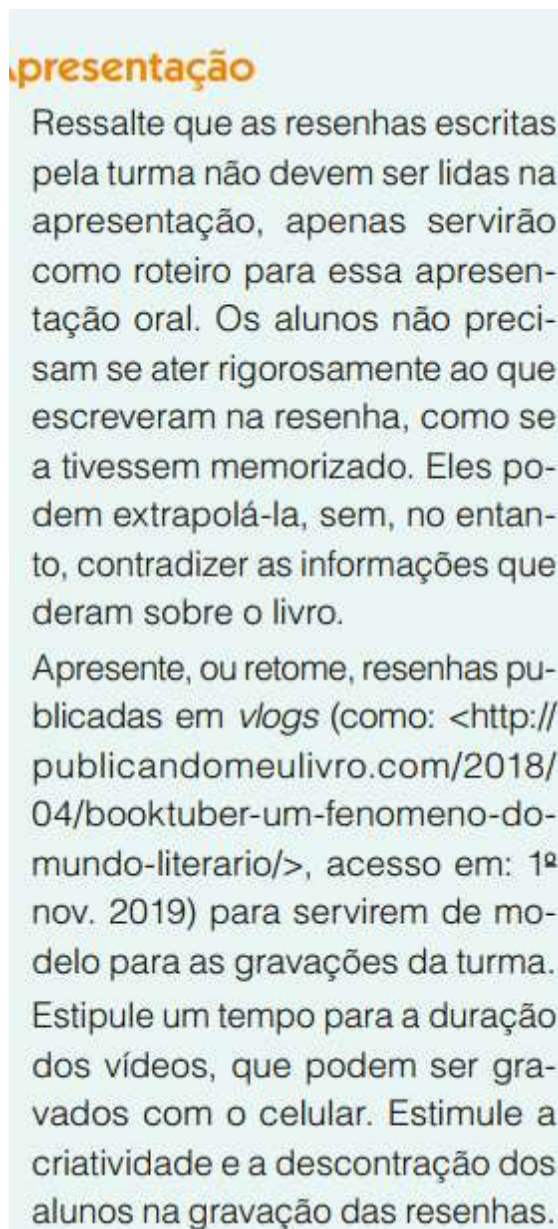 presentação
Ressalte que as resenhas escritas
pela turma não devem ser lidas na
apresentação, apenas servirão
como roteiro para essa apresen-
tação oral. Os alunos não preci-
sam se ater rigorosamente ao que
escreveram na resenha, como se
a tivessem memorizado. Eles po-
dem extrapolá-la, sem, no entan-
to, contradizer as informações que
deram sobre o livro.
Apresente, ou retome, resenhas pu-
blicadas em vlogs (como: <http://
publicandomeulivro.com/2018/
04/booktuber-um-fenomeno-do-
mundo-literario/>, acesso em: 1º
nov. 2019) para servirem de mo-
delo para as gravações da turma.
Estipule um tempo para a duração
dos vídeos, que podem ser gra-
vados com o celular. Estimule a
criatividade e a descontração dos
alunos na gravação das resenhas.